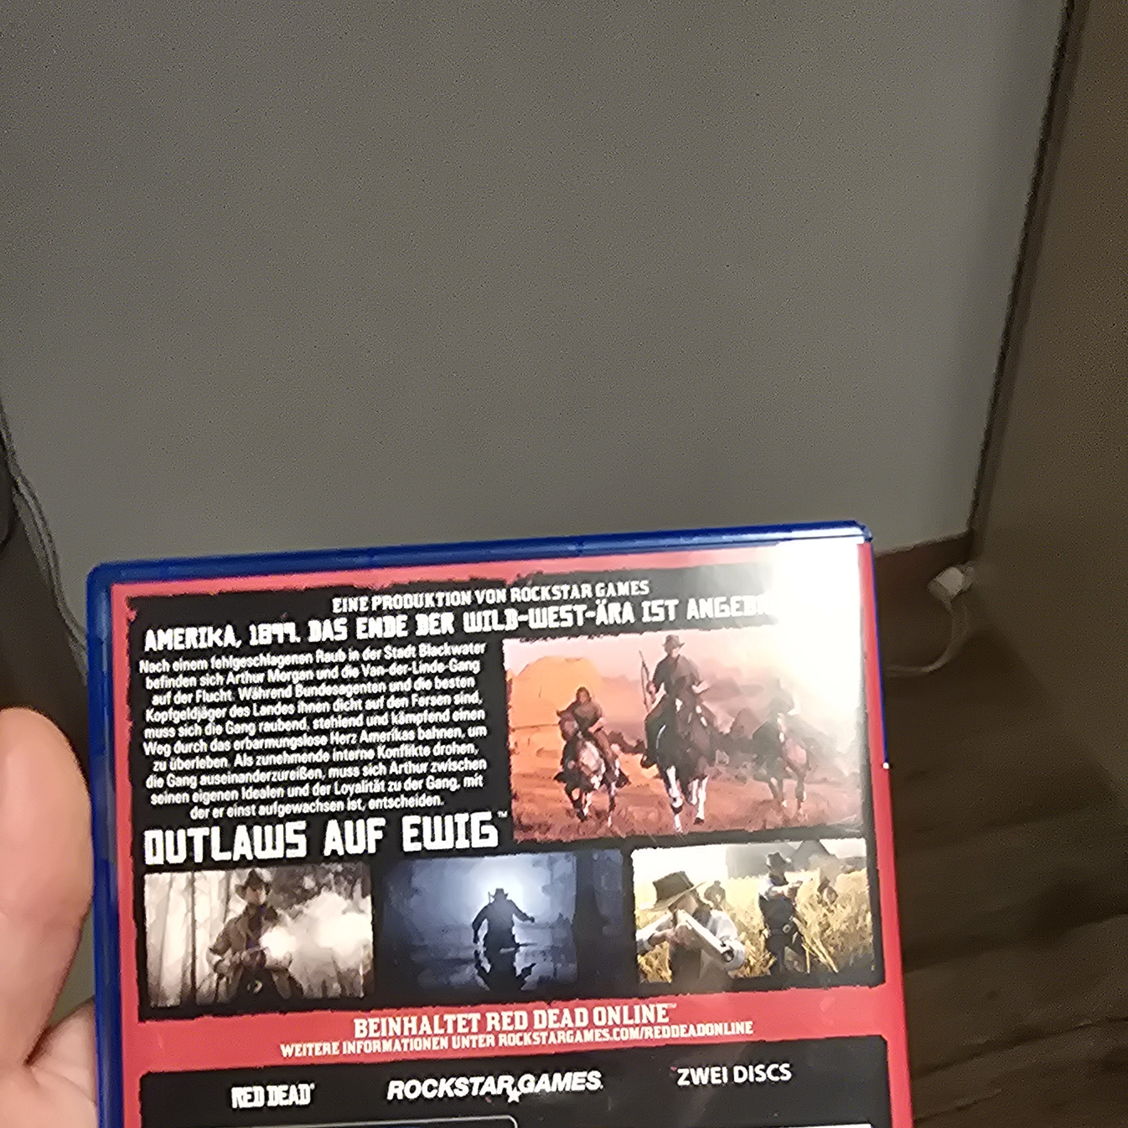 EINE PRODUKTION VON ROCKSTAR GAMES
AMERIKA, 1899. DAS ENDE DER WILD-WEST-ÄRA IST
Nach einem fehlgeschlagenen Raub in der Stadt Blackwater
befinden sich Arthur Morgan und die Van-der-Linde-Gang
auf der Flucht. Während Bundesagenten und die besten
Kopfgeldjäger des Landes ihnen dicht auf den Fersen sind,
muss sich die Gang raubend, stehlend und kämpfend einen
Weg durch das erbarmungslose Herz Amerikas bahnen, um
zu überleben. Als zunehmende interne Konflikte drohen,
die Gang auseinanderzureißen, muss sich Arthur zwischen
seinen eigenen Idealen und der Loyalität zu der Gang, mit
der er einst aufgewachsen ist, entscheiden.
OUTLAWS AUF EWIG™
BEINHALTET RED DEAD ONLINE™
WEITERE INFORMATIONEN UNTER ROCKSTARGAMES.COM/REDDEADONLINE
RED DEAD®
ROCKSTAR GAMES.
ZWEI DISCS